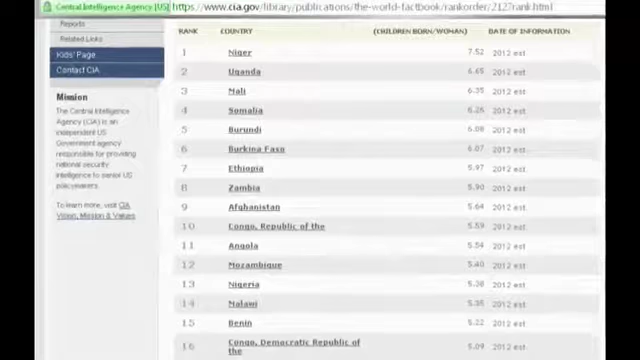 Central Intelligence Agency [US] https://www.cia.gov/library/publications/the-world-factbook/rankorder/2127rank.html
Reports
Related Links
Kids' Page
Contact CIA
Mission
The Central Intelligence
Agency (CIA) is an
independent US
Government agency
responsible for providing
national security
intelligence to senior US
policymakers.
To learn more, visit CIA
Vision, Mission & Values
RANK COUNTRY (CHILDREN BORN/WOMAN) DATE OF INFORMATION
1 Niger 7.52 2012 est.
2 Uganda 6.65 2012 est.
3 Mali 6.35 2012 est.
4 Somalia 6.26 2012 est.
5 Burundi 6.08 2012 est.
6 Burkina Faso 6.07 2012 est.
7 Ethiopia 5.97 2012 est.
8 Zambia 5.90 2012 est.
9 Afghanistan 5.64 2012 est.
10 Congo, Republic of the 5.59 2012 est.
11 Angola 5.54 2012 est.
12 Mozambique 5.40 2012 est.
13 Nigeria 5.38 2012 est.
14 Malawi 5.35 2012 est.
15 Benin 5.22 2012 est.
16 Congo, Democratic Republic of the 5.09 2012 est.